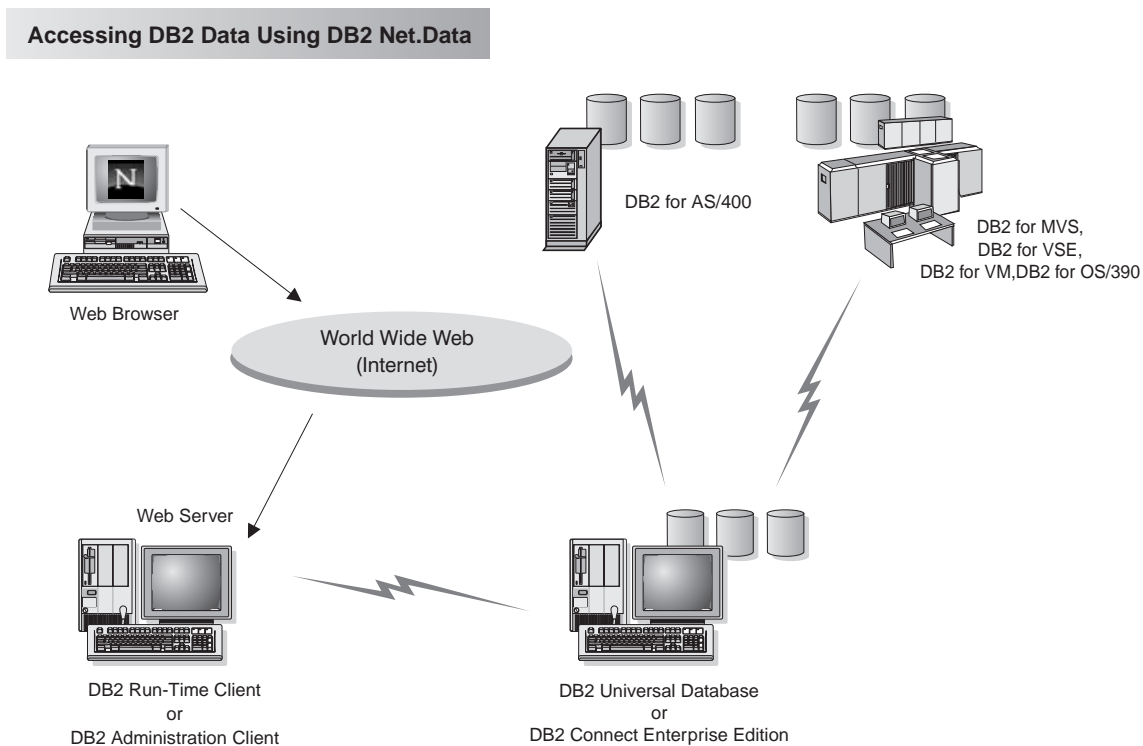 Accessing DB2 Data Using DB2 Net.Data
N
DB2 for AS/400
DB2 for MVS,
DB2 for VSE,
DB2 for VM,DB2 for OS/390
Web Browser
World Wide Web
(Internet)
Web Server
DB2 Run-Time Client
or
DB2 Administration Client
DB2 Universal Database
or
DB2 Connect Enterprise Edition